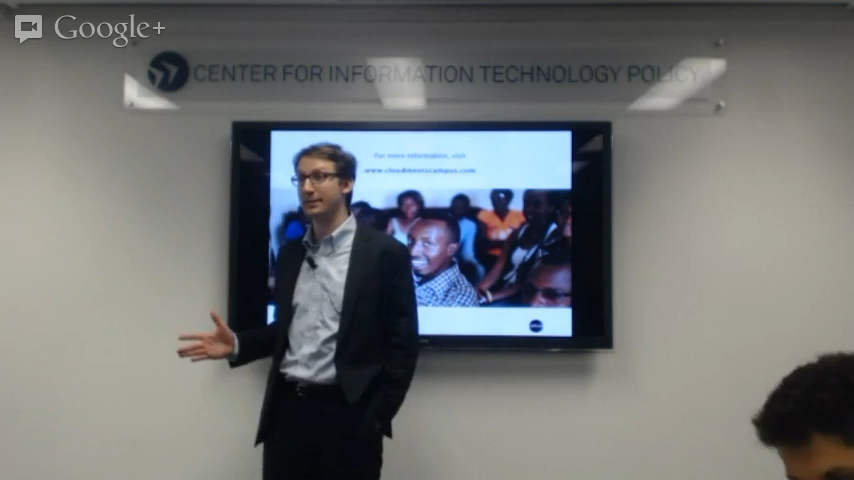 Google+
CENTER FOR INFORMATION TECHNOLOGY POLICY
For more information, visit
www.cloudmeetscampus.com